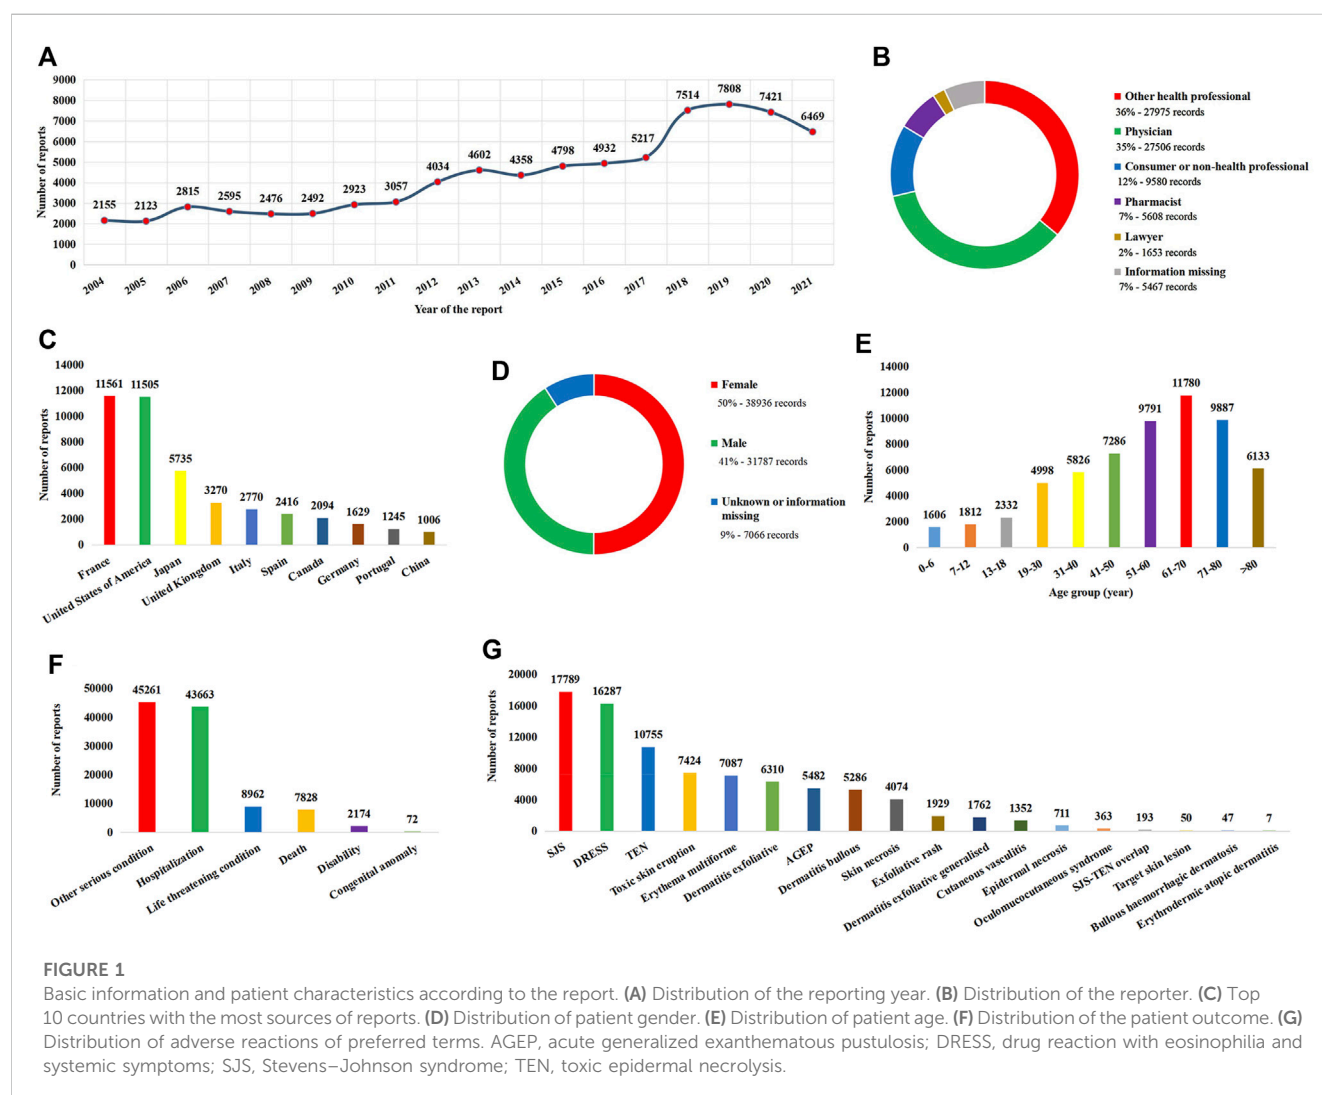 A
Number of reports
9000
8000
7000
6000
5000
4000
3000
2000
1000
0
2155
2123
2815
2595
2476
2492
2923
3057
4034
4602
4358
4798
4932
5217
7514
7808
7421
6469
2004
2005
2006
2007
2008
2009
2010
2011
2012
2013
2014
2015
2016
2017
2018
2019
2020
2021
Year of the report
B
Other health professional
36% - 27975 records
Physician
35% - 27506 records
Consumer or non-health professional
12% - 9580 records
Pharmacist
7% - 5608 records
Lawyer
2% - 1653 records
Information missing
7% - 5467 records
C
Number of reports
14000
12000
10000
8000
6000
4000
2000
0
11561
11505
5735
3270
2770
2416
2094
1629
1245
1006
France
United States of America
Japan
United Kiongdom
Italy
Spain
Canada
Germany
Portugal
China
D
Female
50% - 38936 records
Male
41% - 31787 records
Unknown or information
missing
9% - 7066 records
E
Number of reports
14000
12000
10000
8000
6000
4000
2000
0
1606
1812
2332
4998
5826
7286
9791
11780
9887
6133
0-6
7-12
13-18
19-30
31-40
41-50
51-60
61-70
71-80
>80
Age group (year)
F
Number of reports
50000
40000
30000
20000
10000
0
45261
43663
8962
7828
2174
72
Other serious condition
Hospitalization
Life threatening condition
Death
Disability
Congenital anomaly
G
Number of reports
20000
16000
12000
8000
4000
0
17789
16287
10755
7424
7087
6310
5482
5286
4074
1929
1762
1352
711
363
193
50
47
7
SJS
DRESS
TEN
Toxic skin eruption
Erythema multiforme
Dermatitis exfoliative
AGEP
Dermatitis bullous
Skin necrosis
Exfoliative rash
Dermatitis exfoliative generalised
Cutaneous vasculitis
Epidermal necrosis
Oculomucocutaneous syndrome
SJS-TEN overlap
Target skin lesion
Bullous haemorrhagic dermatosis
Erythrodermic atopic dermatitis
FIGURE 1
Basic information and patient characteristics according to the report. (A) Distribution of the reporting year. (B) Distribution of the reporter. (C) Top
10 countries with the most sources of reports. (D) Distribution of patient gender. (E) Distribution of patient age. (F) Distribution of the patient outcome. (G)
Distribution of adverse reactions of preferred terms. AGEP, acute generalized exanthematous pustulosis; DRESS, drug reaction with eosinophilia and
systemic symptoms; SJS, Stevens–Johnson syndrome; TEN, toxic epidermal necrolysis.